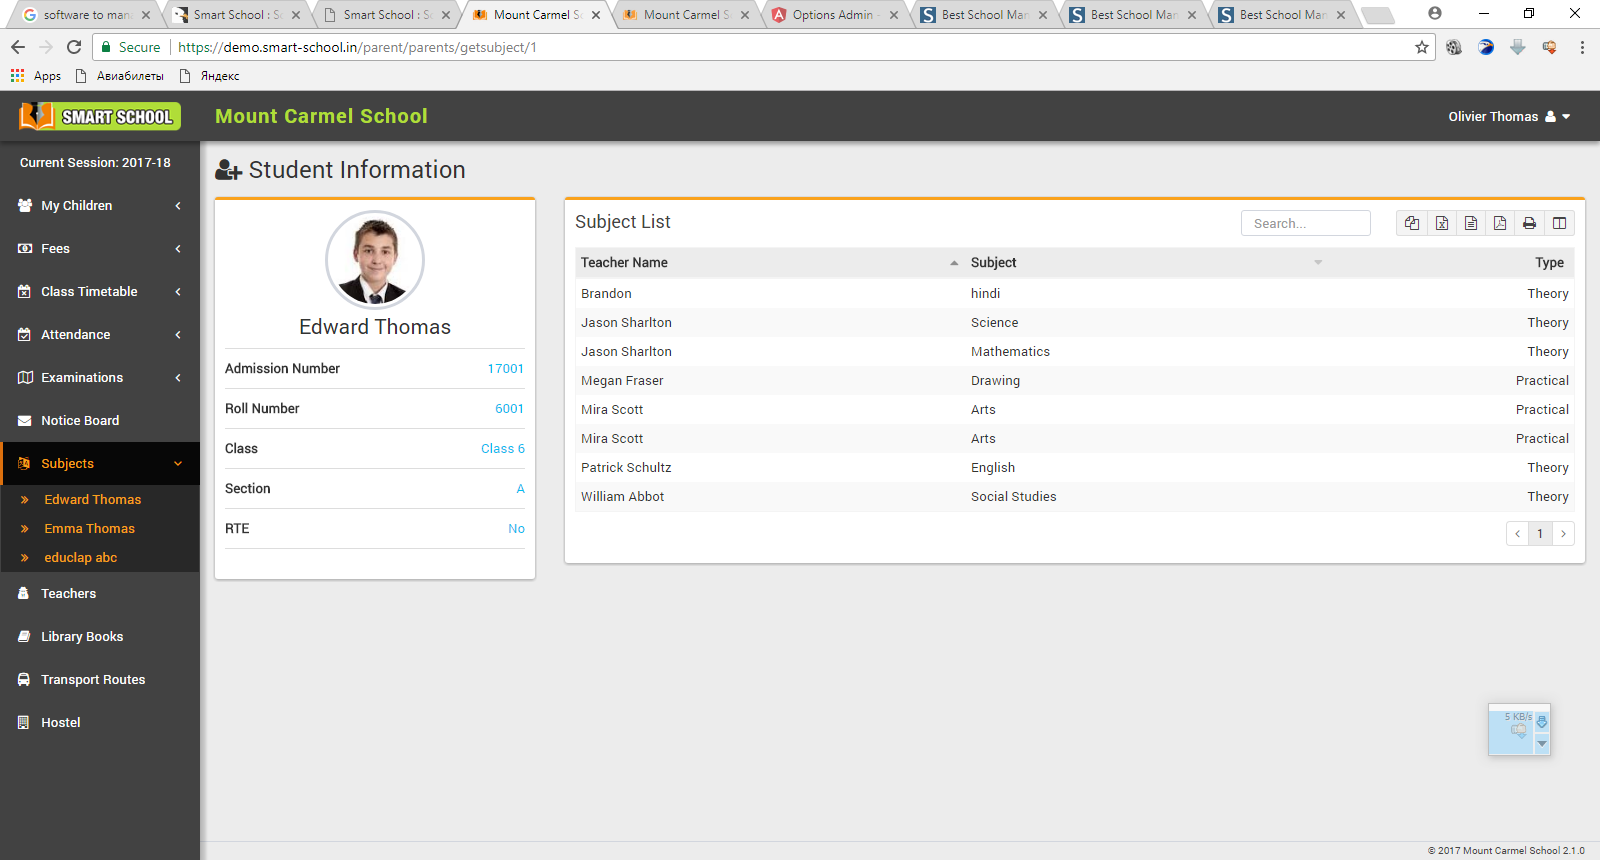 software to mana
Smart School : Sc
Smart School : Sc
Mount Carmel Sc
Mount Carmel S
Options Admin -
Best School Man
Best School Man
Best School Man
Secure https://demo.smart-school.in/parent/parents/getsubject/1
Apps Авиабилеты Яндекс
SMART SCHOOL Mount Carmel School Olivier Thomas
Current Session: 2017-18
My Children
Fees
Class Timetable
Attendance
Examinations
Notice Board
Subjects
Edward Thomas
Emma Thomas
educlap abc
Teachers
Library Books
Transport Routes
Hostel
Student Information
Edward Thomas
Admission Number 17001
Roll Number 6001
Class Class 6
Section A
RTE No
Subject List Search...
Teacher Name Subject Type
Brandon hindi Theory
Jason Sharlton Science Theory
Jason Sharlton Mathematics Theory
Megan Fraser Drawing Practical
Mira Scott Arts Practical
Mira Scott Arts Practical
Patrick Schultz English Theory
William Abbot Social Studies Theory
1
5 KB/s
© 2017 Mount Carmel School 2.1.0